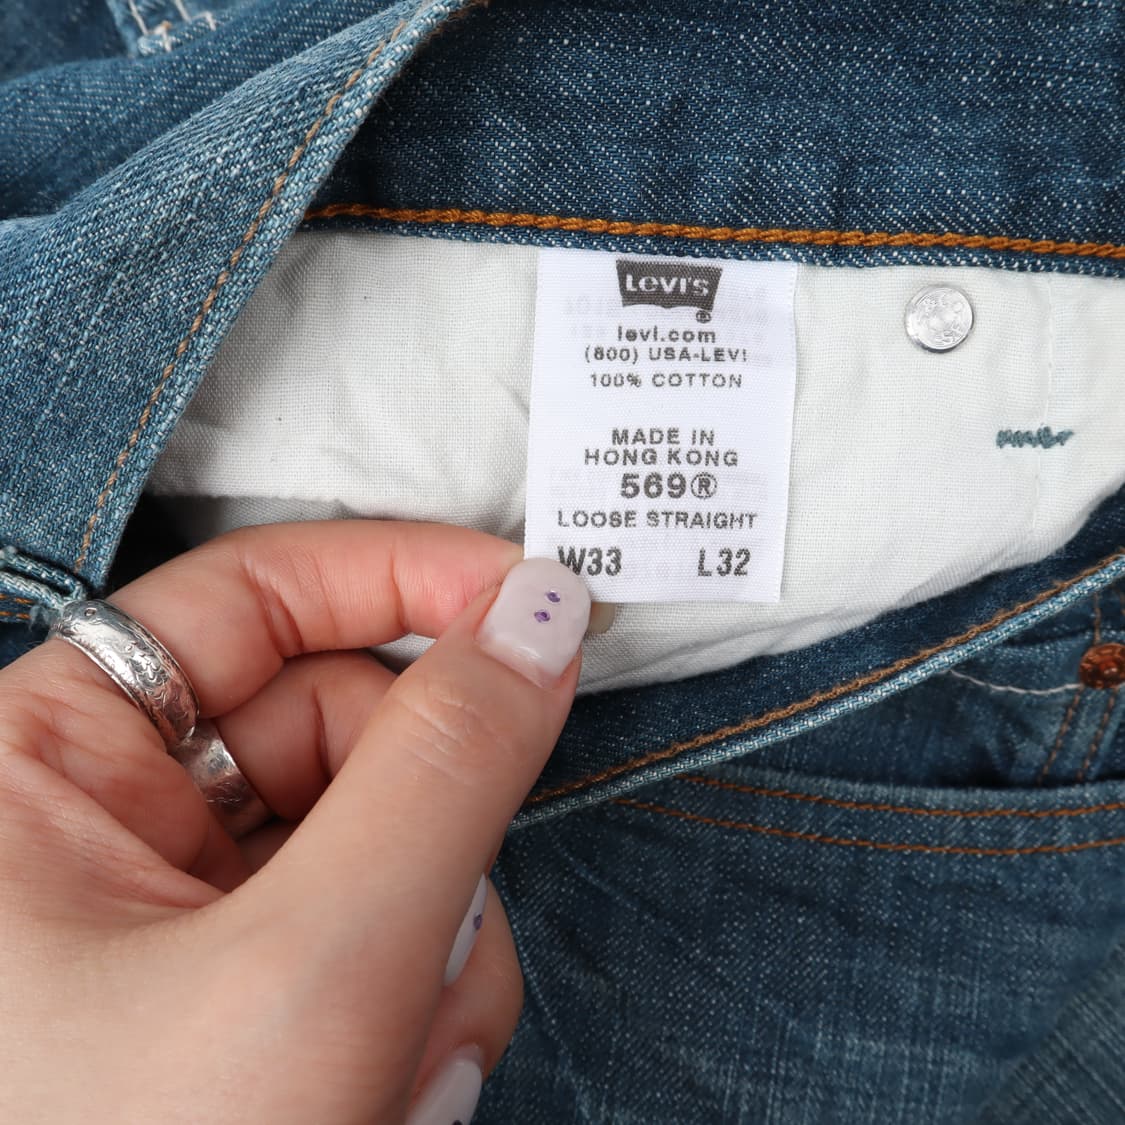 Levi's
®
levi.com
(800) USA-LEVI
100% COTTON
MADE IN
HONG KONG
569®
LOOSE STRAIGHT
W33 L32